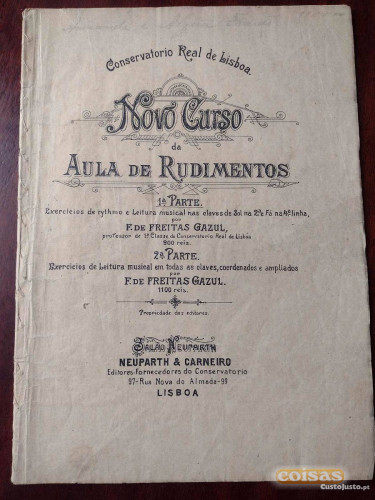 Conservatorio Real de Lisboa.
Novo Curso
da
Aula de Rudimentos
1ª Parte.
Exercicios de rythmo e Leitura musical nas claves de Sol na 2ª e Fá na 4ª linha,
por
F. de Freitas Gazul,
professor de 1ª Classe do Conservatorio Real de Lisboa
900 reis.
2ª Parte.
Exercicios de Leitura musical em todas as claves, coordenados e ampliados
por
F. de Freitas Gazul.
1100 reis.
Propriedade dos editores.
Salão Neuparth
Neuparth & Carneiro
Editores-Fornecedores do Conservatorio
97-Rua Nova do Almada-99
Lisboa
coisas
Customjusto.pt